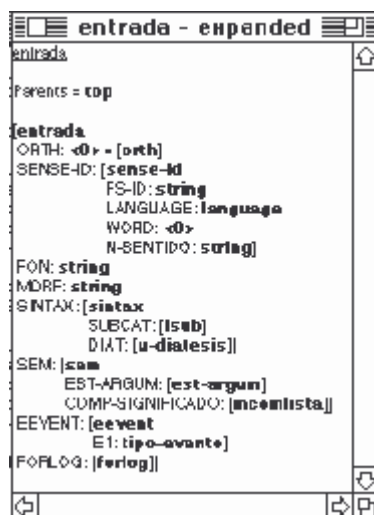 entrada - expanded
entrada
Parents = top
[entrada
ORTH: <0> = [orth]
SENSE-ID: [sense-id
FS-ID: string
LANGUAGE: language
WORD: <0>
N-SENTIDO: string]
FON: string
MORF: string
SINTAX: [sintax
SUBCAT: [lsub]
DIAT: [u-diatesis]]
SEM: [sem
EST-ARGUM: [est-argum]
COMP-SIGNIFICADO: [mcomlista]]
EEVENT: [eevent
E1: tipo-evento]
FORLOG: [forlog]]